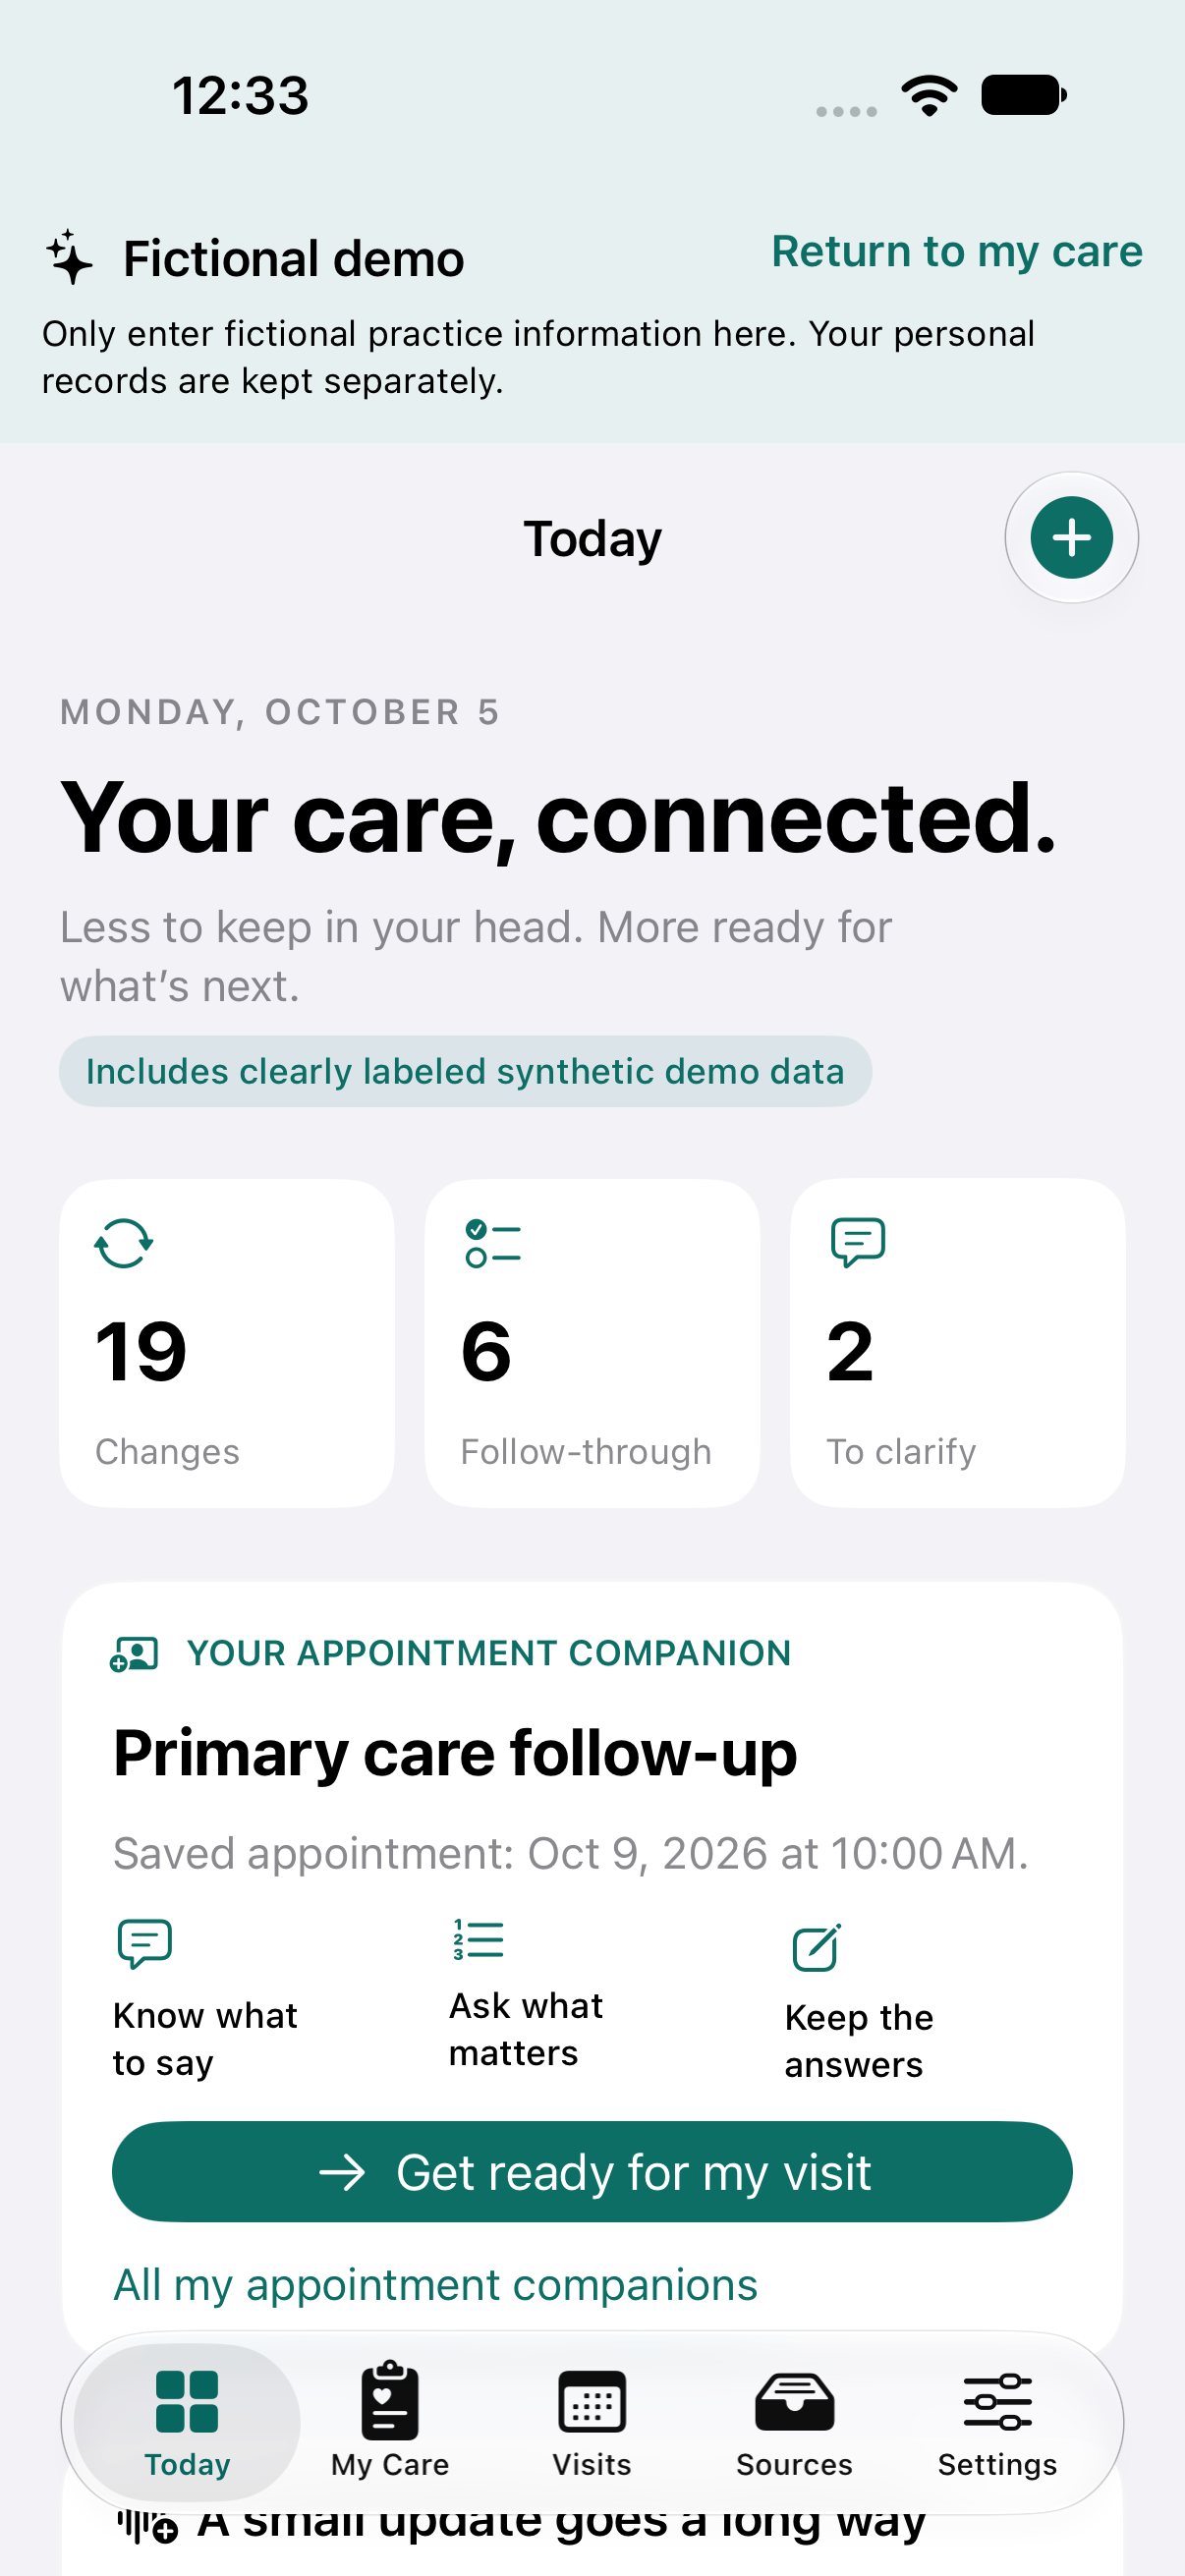 12:33
Fictional demo
Return to my care
Only enter fictional practice information here. Your personal
records are kept separately.
Today
MONDAY, OCTOBER 5
Your care, connected.
Less to keep in your head. More ready for
what’s next.
Includes clearly labeled synthetic demo data
19
Changes
6
Follow-through
2
To clarify
YOUR APPOINTMENT COMPANION
Primary care follow-up
Saved appointment: Oct 9, 2026 at 10:00 AM.
Know what
to say
1
2
3
Ask what
matters
Keep the
answers
Get ready for my visit
All my appointment companions
Today
My Care
Visits
Sources
Settings
A small update goes a long way